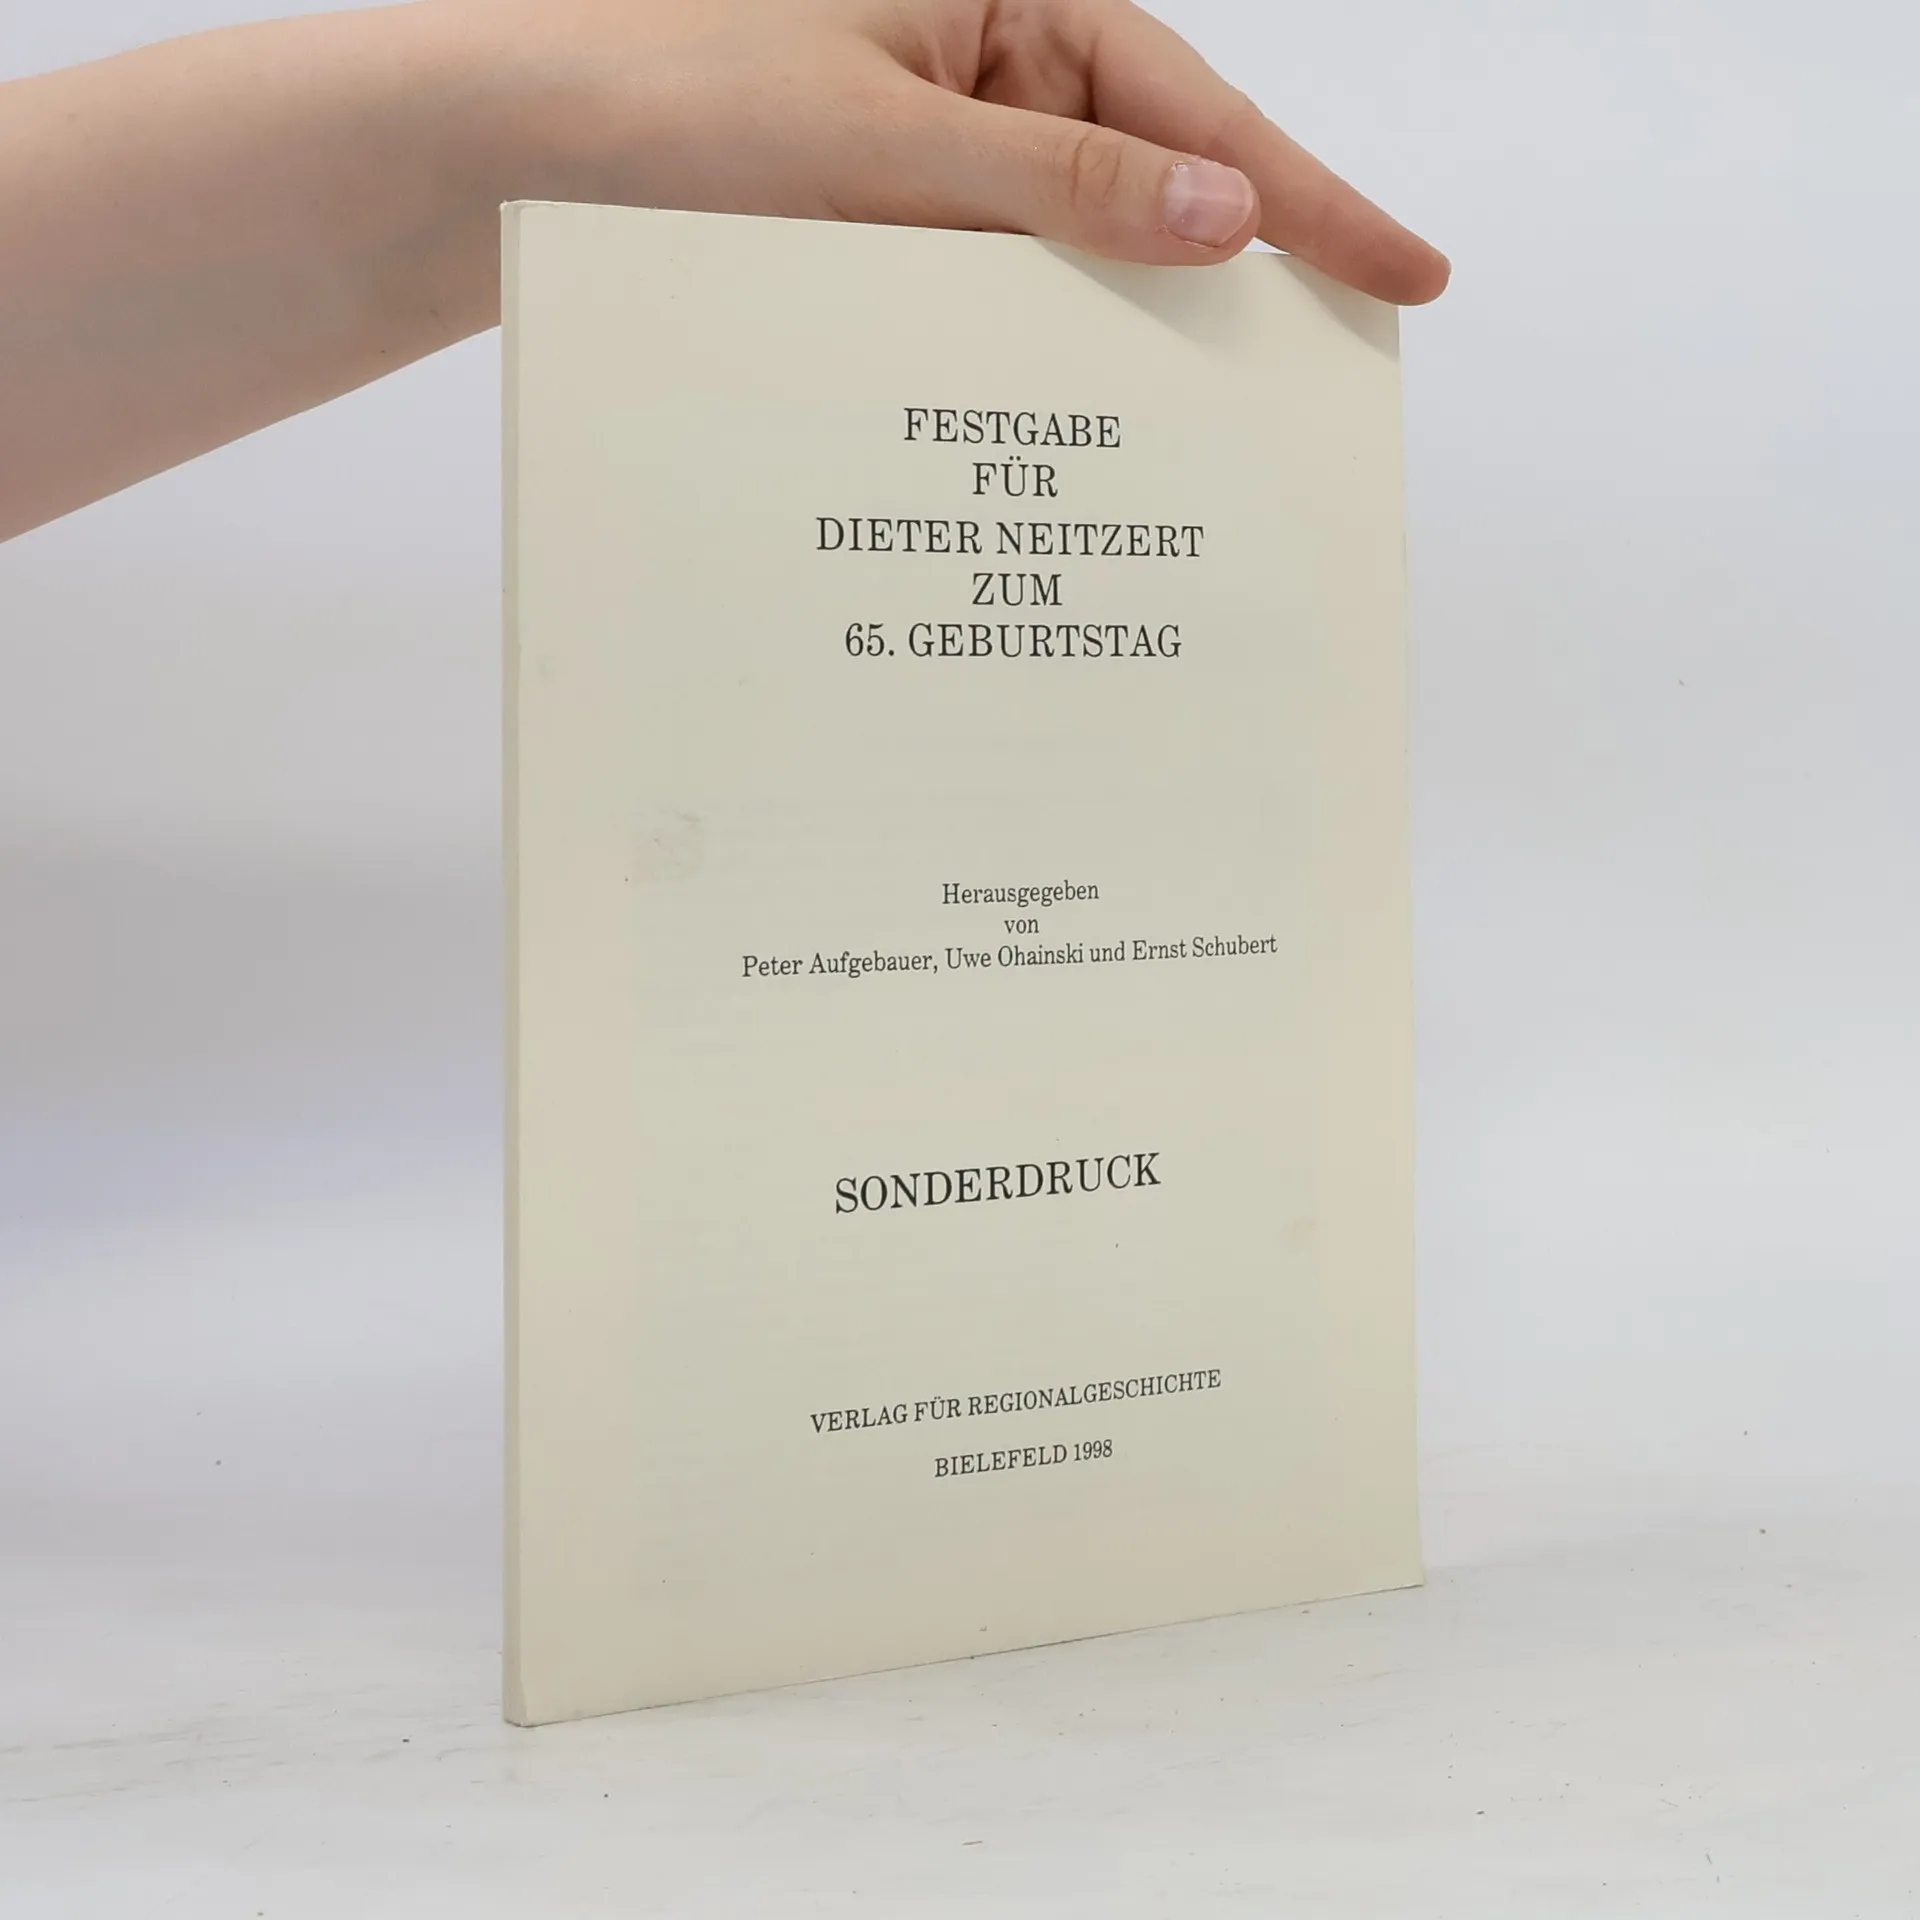 FESTGABE
FÜR
DIETER NEITZERT
ZUM
65. GEBURTSTAG
Herausgegeben
von
Peter Aufgebauer, Uwe Ohainski und Ernst Schubert
SONDERDRUCK
VERLAG FÜR REGIONALGESCHICHTE
BIELEFELD 1998